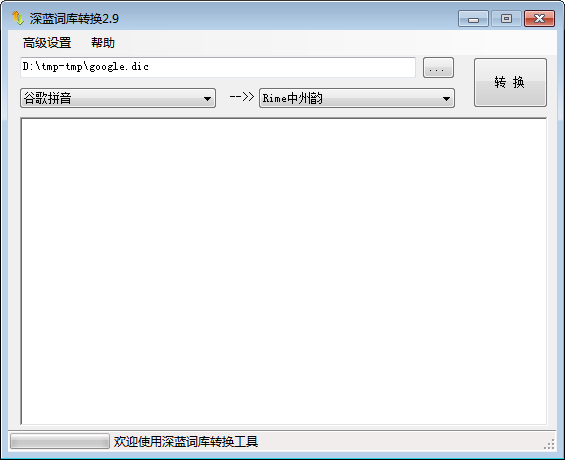 深蓝词库转换2.9
高级设置 帮助
D:\tmp-tmp\google.dic ...
转 换
谷歌拼音 -->> Rime中州韵
欢迎使用深蓝词库转换工具